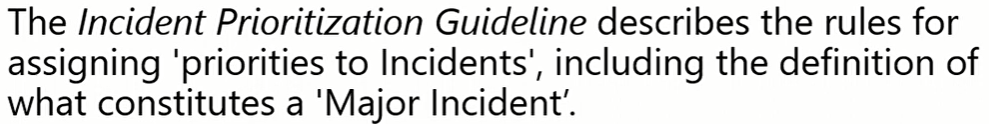 The Incident Prioritization Guideline describes the rules for
assigning 'priorities to Incidents', including the definition of
what constitutes a 'Major Incident’.